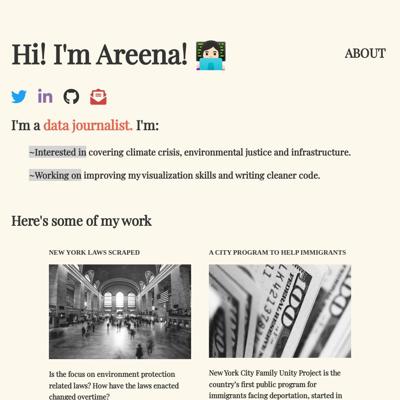 Hi! I'm Areena!
ABOUT
I'm a data journalist. I'm:
~Interested in covering climate crisis, environmental justice and infrastructure.
~Working on improving my visualization skills and writing cleaner code.
Here's some of my work
NEW YORK LAWS SCRAPED
A CITY PROGRAM TO HELP IMMIGRANTS
Is the focus on environment protection
related laws? How have the laws enacted
changed overtime?
New York City Family Unity Project is the
country's first public program for
immigrants facing deportation, started in